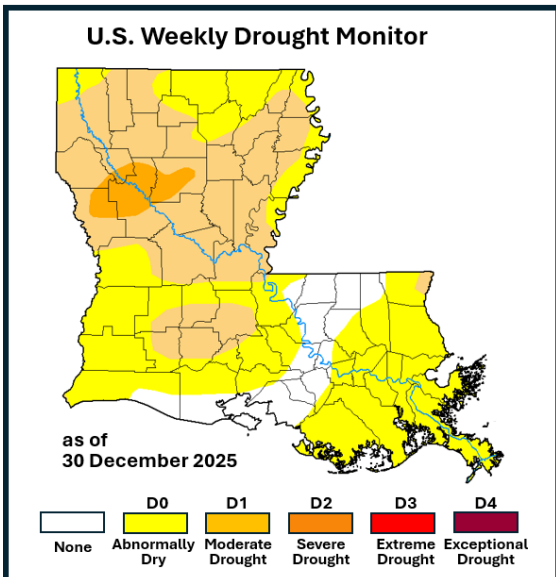 U.S. Weekly Drought Monitor
as of
30 December 2025
None
D0
Abnormally
Dry
D1
Moderate
Drought
D2
Severe
Drought
D3
Extreme
Drought
D4
Exceptional
Drought